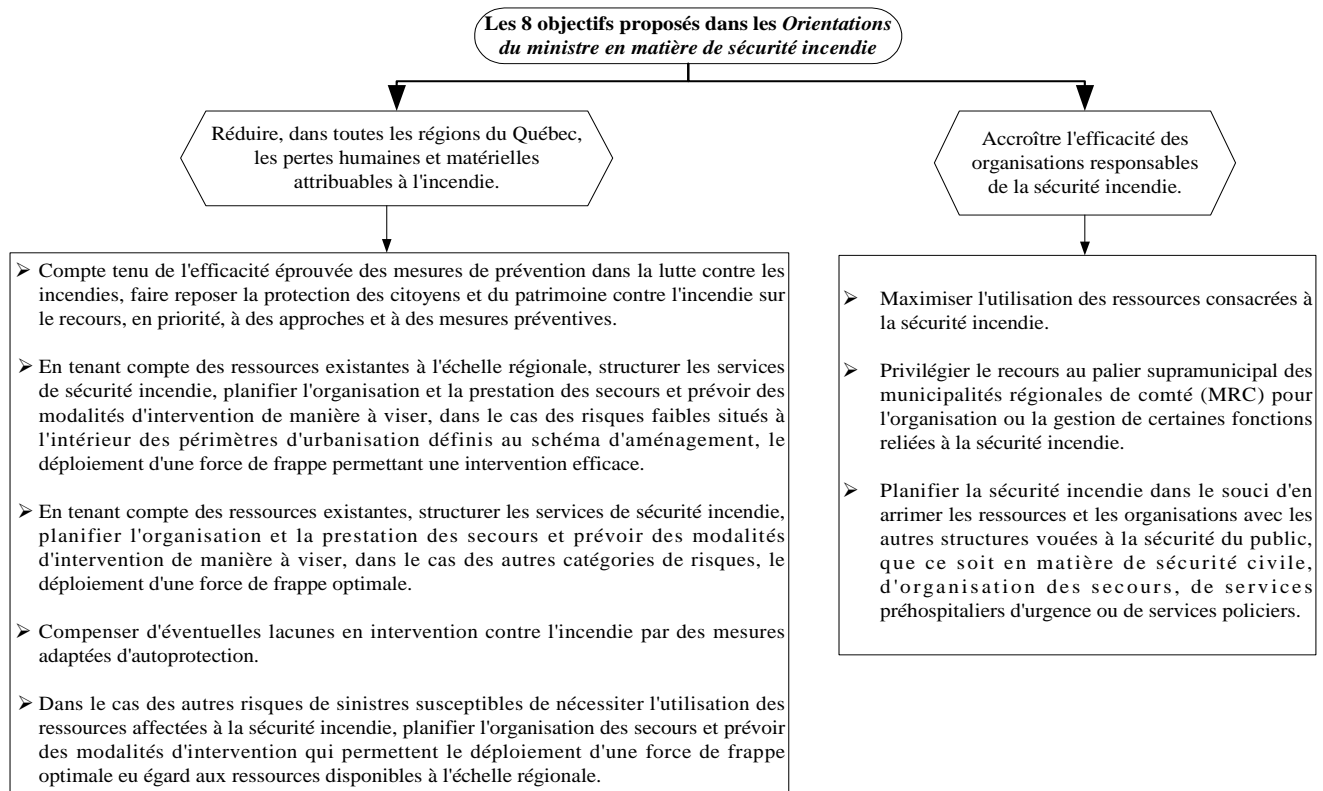 Les 8 objectifs proposés dans les Orientations
du ministre en matière de sécurité incendie
Réduire, dans toutes les régions du Québec,
les pertes humaines et matérielles
attribuables à l'incendie.
Accroître l'efficacité des
organisations responsables
de la sécurité incendie.
➢ Compte tenu de l'efficacité éprouvée des mesures de prévention dans la lutte contre les
incendies, faire reposer la protection des citoyens et du patrimoine contre l'incendie sur
le recours, en priorité, à des approches et à des mesures préventives.
➢ En tenant compte des ressources existantes à l'échelle régionale, structurer les services
de sécurité incendie, planifier l'organisation et la prestation des secours et prévoir des
modalités d'intervention de manière à viser, dans le cas des risques faibles situés à
l'intérieur des périmètres d'urbanisation définis au schéma d'aménagement, le
déploiement d'une force de frappe permettant une intervention efficace.
➢ En tenant compte des ressources existantes, structurer les services de sécurité incendie,
planifier l'organisation et la prestation des secours et prévoir des modalités
d'intervention de manière à viser, dans le cas des autres catégories de risques, le
déploiement d'une force de frappe optimale.
➢ Compenser d'éventuelles lacunes en intervention contre l'incendie par des mesures
adaptées d'autoprotection.
➢ Dans le cas des autres risques de sinistres susceptibles de nécessiter l'utilisation des
ressources affectées à la sécurité incendie, planifier l'organisation des secours et prévoir
des modalités d'intervention qui permettent le déploiement d'une force de frappe
optimale eu égard aux ressources disponibles à l'échelle régionale.
➢ Maximiser l'utilisation des ressources consacrées à
la sécurité incendie.
➢ Privilégier le recours au palier supramunicipal des
municipalités régionales de comté (MRC) pour
l'organisation ou la gestion de certaines fonctions
reliées à la sécurité incendie.
➢ Planifier la sécurité incendie dans le souci d'en
arrimer les ressources et les organisations avec les
autres structures vouées à la sécurité du public,
que ce soit en matière de sécurité civile,
d'organisation des secours, de services
préhospitaliers d'urgence ou de services policiers.